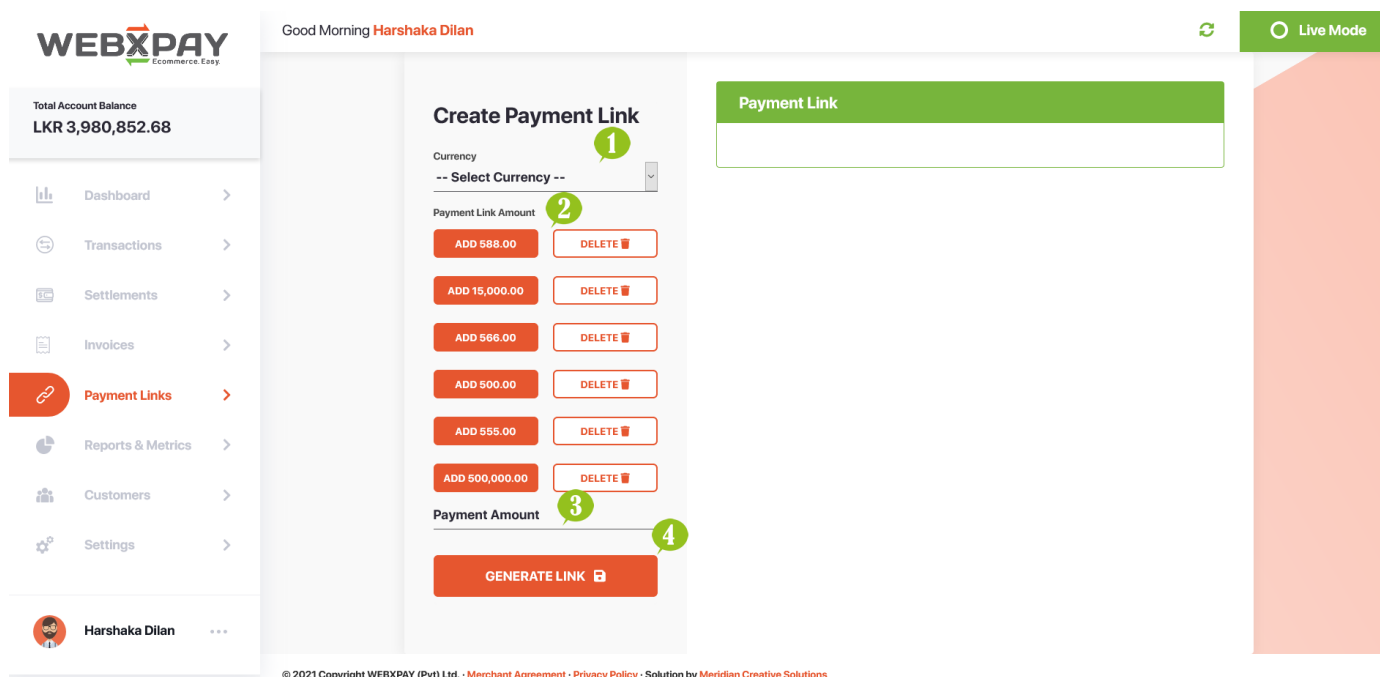 WEBXPAY
Ecommerce. Easy.
Total Account Balance
LKR 3,980,852.68
Dashboard
Transactions
Settlements
Invoices
Payment Links
Reports & Metrics
Customers
Settings
Harshaka Dilan
Good Morning Harshaka Dilan
Live Mode
Create Payment Link
1
Currency
-- Select Currency --
Payment Link Amount
2
ADD 588.00 DELETE
ADD 15,000.00 DELETE
ADD 566.00 DELETE
ADD 500.00 DELETE
ADD 555.00 DELETE
ADD 500,000.00 DELETE
3
Payment Amount
4
GENERATE LINK
Payment Link
© 2021 Copyright WEBXPAY (Pvt) Ltd. · Merchant Agreement · Privacy Policy · Solution by Meridian Creative Solutions